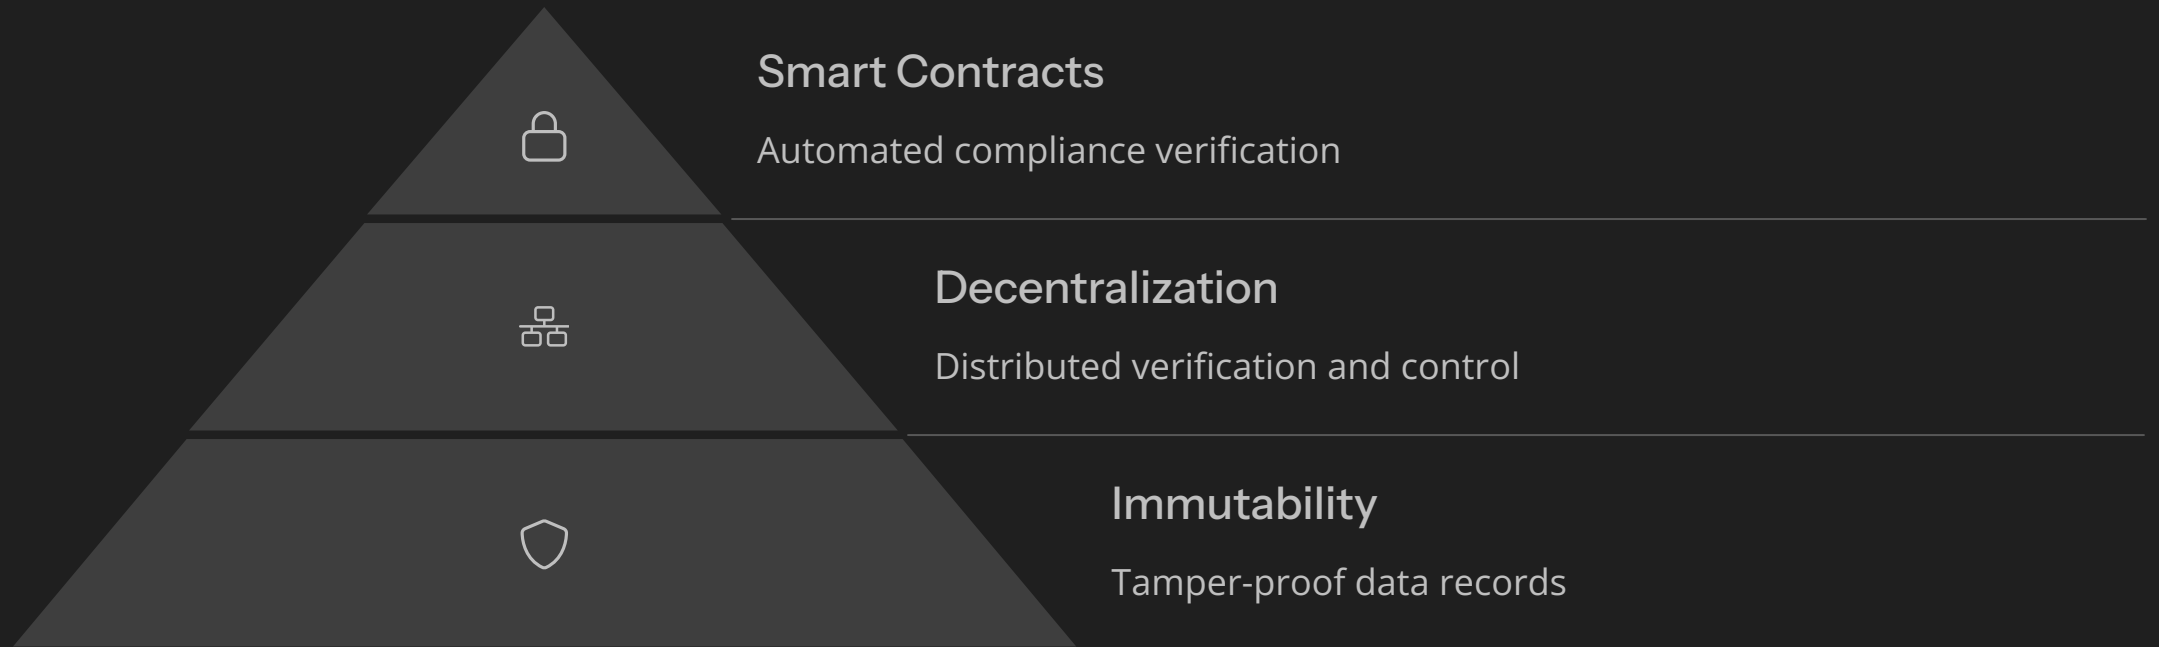 Smart Contracts
Automated compliance verification
Decentralization
Distributed verification and control
Immutability
Tamper-proof data records